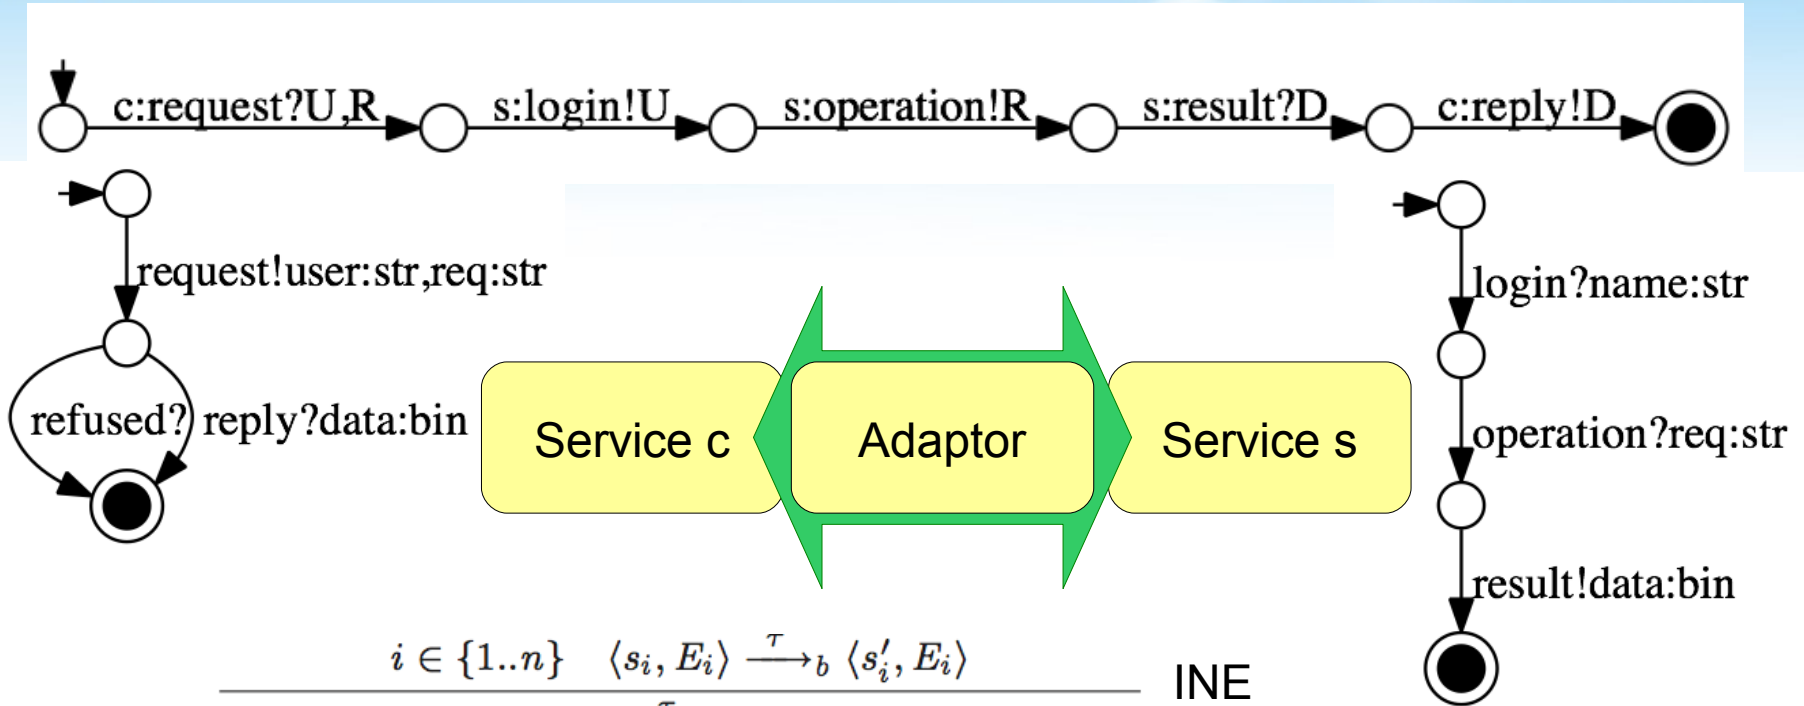 c:request?U,R s:login!U s:operation!R s:result?D c:reply!D
request!user:str,req:str
login?name:str
refused? reply?data:bin
Service c Adaptor Service s
operation?req:str
result!data:bin
i ∈ {1..n} ⟨s_i, E_i⟩ —τ→_b ⟨s'_i, E_i⟩
INE